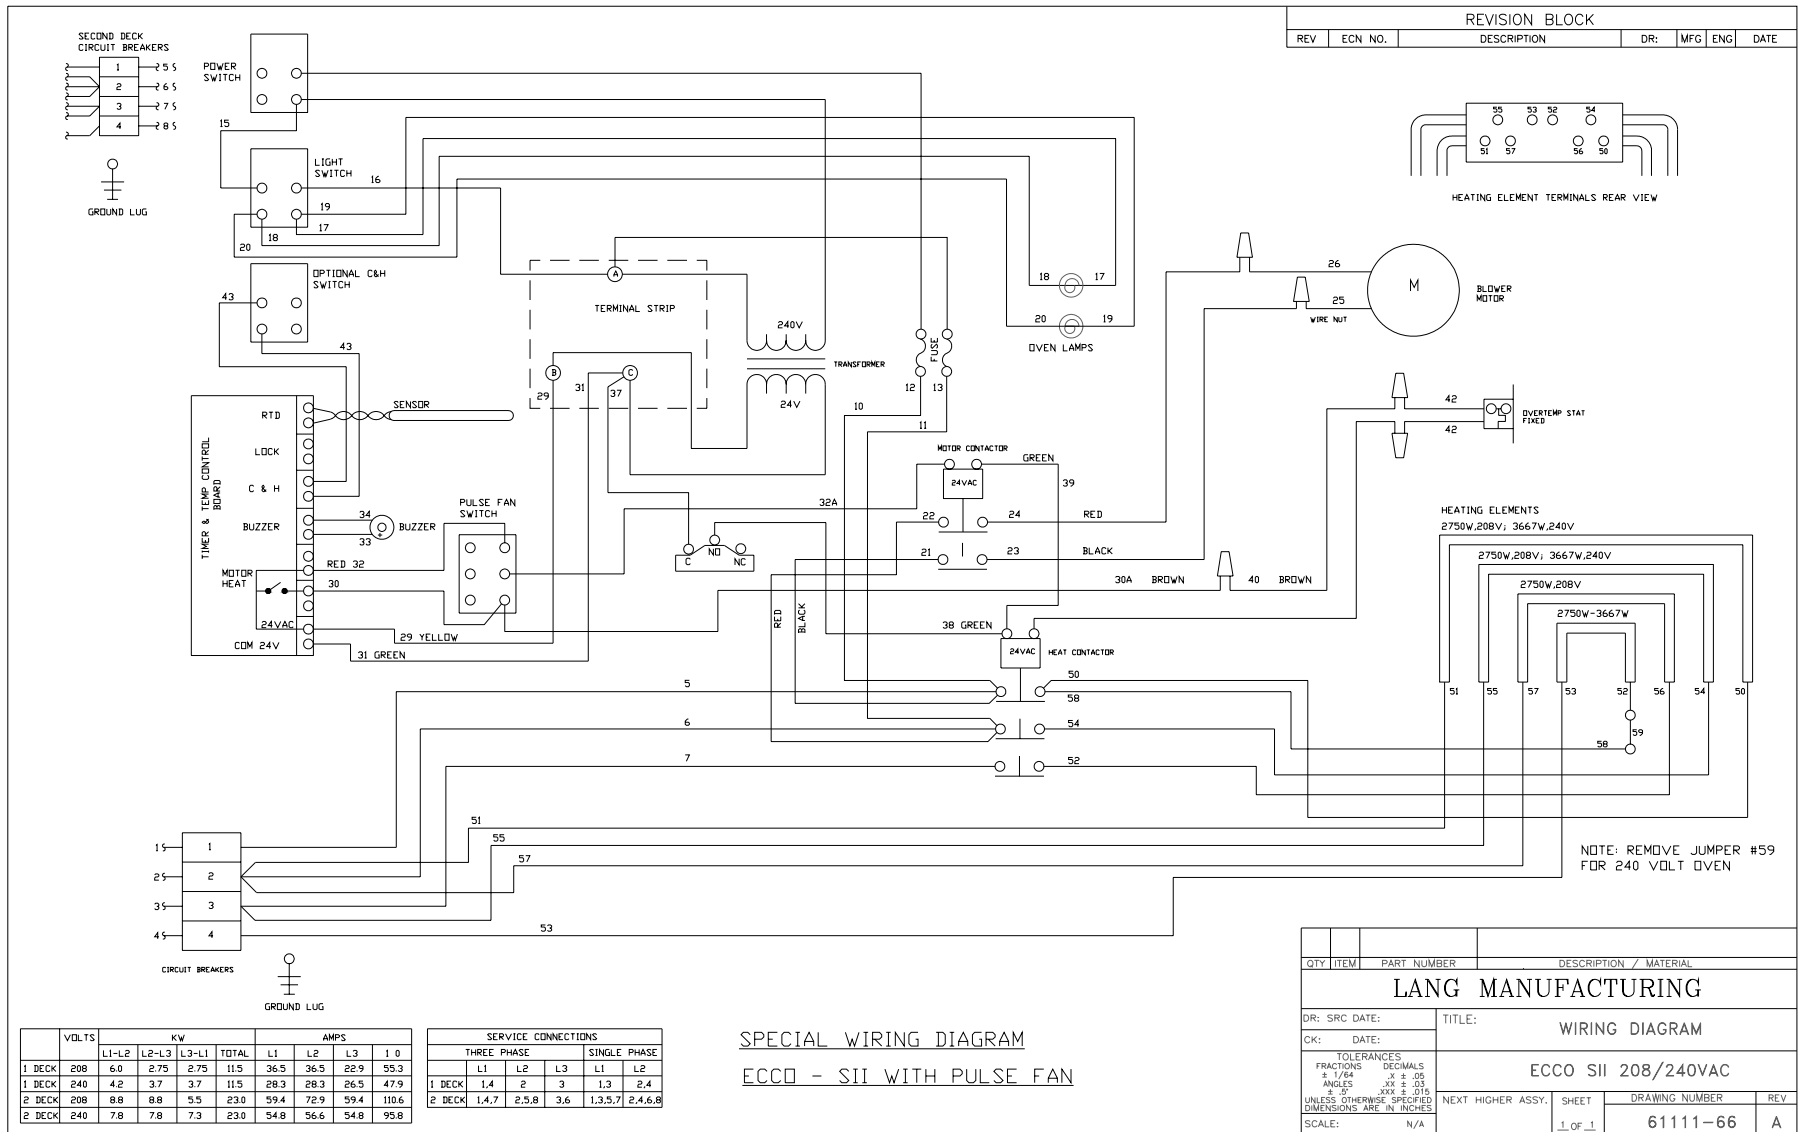 REVISION BLOCK
REV ECN NO. DESCRIPTION DR: MFG ENG DATE
SECOND DECK
CIRCUIT BREAKERS
1 5
2 6
3 7
4 8
GROUND LUG
POWER
SWITCH
15
LIGHT
SWITCH
16
19
17
18
20
OPTIONAL C&H
SWITCH
43
43
A
TERMINAL STRIP
B
C
29
31
37
240V
TRANSFORMER
24V
FUSE
12 13
10
11
18 17
20 19
OVEN LAMPS
55 53 52 54
51 57 56 50
HEATING ELEMENT TERMINALS REAR VIEW
26
M
BLOWER
MOTOR
25
WIRE NUT
42
42
OVERTEMP STAT
FIXED
TIMER & TEMP CONTROL
BOARD
RTD
SENSOR
LOCK
C & H
BUZZER
34
33
+
BUZZER
MOTOR
HEAT
RED 32
30
24VAC
COM 24V
29 YELLOW
31 GREEN
PULSE FAN
SWITCH
C NO NC
32A
MOTOR CONTACTOR
24VAC
GREEN
39
22
24 RED
21
23 BLACK
30A BROWN
40 BROWN
RED
BLACK
38 GREEN
24VAC
HEAT CONTACTOR
5
50
58
6
54
7
52
HEATING ELEMENTS
2750W,208V; 3667W,240V
2750W,208V; 3667W,240V
2750W,208V
2750W-3667W
51 55 57 53 52 56 54 50
59
58
51
55
57
53
1 1
2 2
3 3
4 4
CIRCUIT BREAKERS
GROUND LUG
NOTE: REMOVE JUMPER #59
FOR 240 VOLT OVEN
VOLTS KW AMPS
L1-L2 L2-L3 L3-L1 TOTAL L1 L2 L3 1 0
1 DECK 208 6.0 2.75 2.75 11.5 36.5 36.5 22.9 55.3
1 DECK 240 4.2 3.7 3.7 11.5 28.3 28.3 26.5 47.9
2 DECK 208 8.8 8.8 5.5 23.0 59.4 72.9 59.4 110.6
2 DECK 240 7.8 7.8 7.3 23.0 54.8 56.6 54.8 95.8
SERVICE CONNECTIONS
THREE PHASE SINGLE PHASE
L1 L2 L3 L1 L2
1 DECK 1,4 2 3 1,3 2,4
2 DECK 1,4,7 2,5,8 3,6 1,3,5,7 2,4,6,8
SPECIAL WIRING DIAGRAM
ECCO - SII WITH PULSE FAN
QTY ITEM PART NUMBER DESCRIPTION / MATERIAL
LANG MANUFACTURING
DR: SRC DATE:
CK: DATE:
TITLE:
WIRING DIAGRAM
TOLERANCES
FRACTIONS DECIMALS
± 1/64 .X ± .05
ANGLES .XX ± .03
± .5° .XXX ± .015
UNLESS OTHERWISE SPECIFIED
DIMENSIONS ARE IN INCHES
SCALE: N/A
ECCO SII 208/240VAC
NEXT HIGHER ASSY.
SHEET
1 OF 1
DRAWING NUMBER
61111-66
REV
A